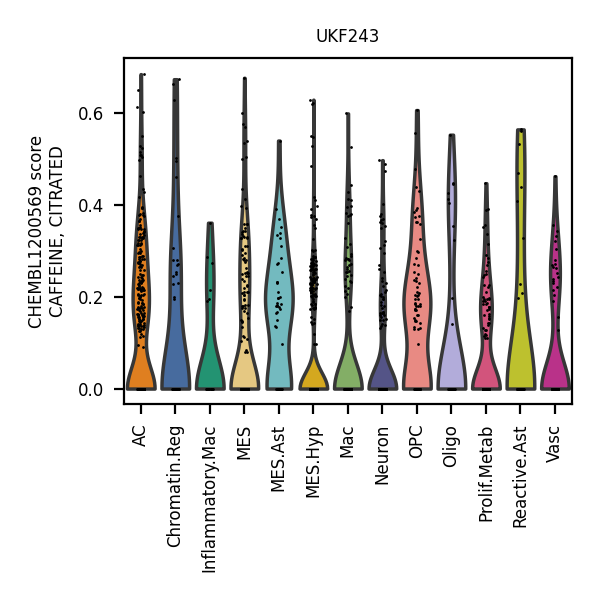 UKF243
CHEMBL1200569 score
CAFFEINE, CITRATED
0.6
0.4
0.2
0.0
AC
Chromatin.Reg
Inflammatory.Mac
MES
MES.Ast
MES.Hyp
Mac
Neuron
OPC
Oligo
Prolif.Metab
Reactive.Ast
Vasc